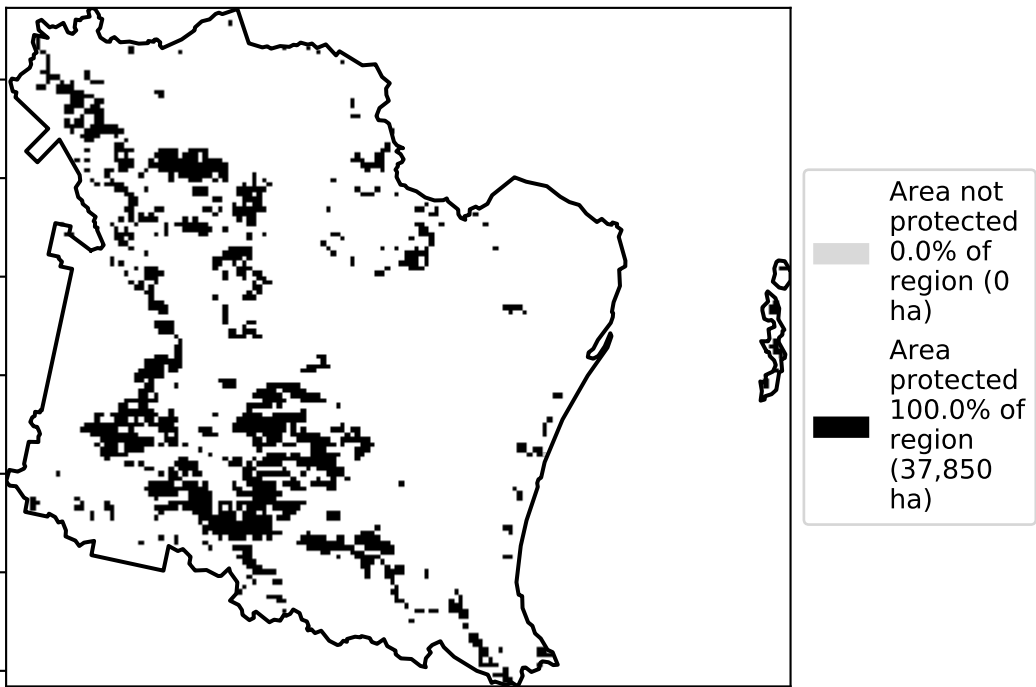 Area not
protected
0.0% of
region (0
ha)
Area
protected
100.0% of
region
(37,850
ha)